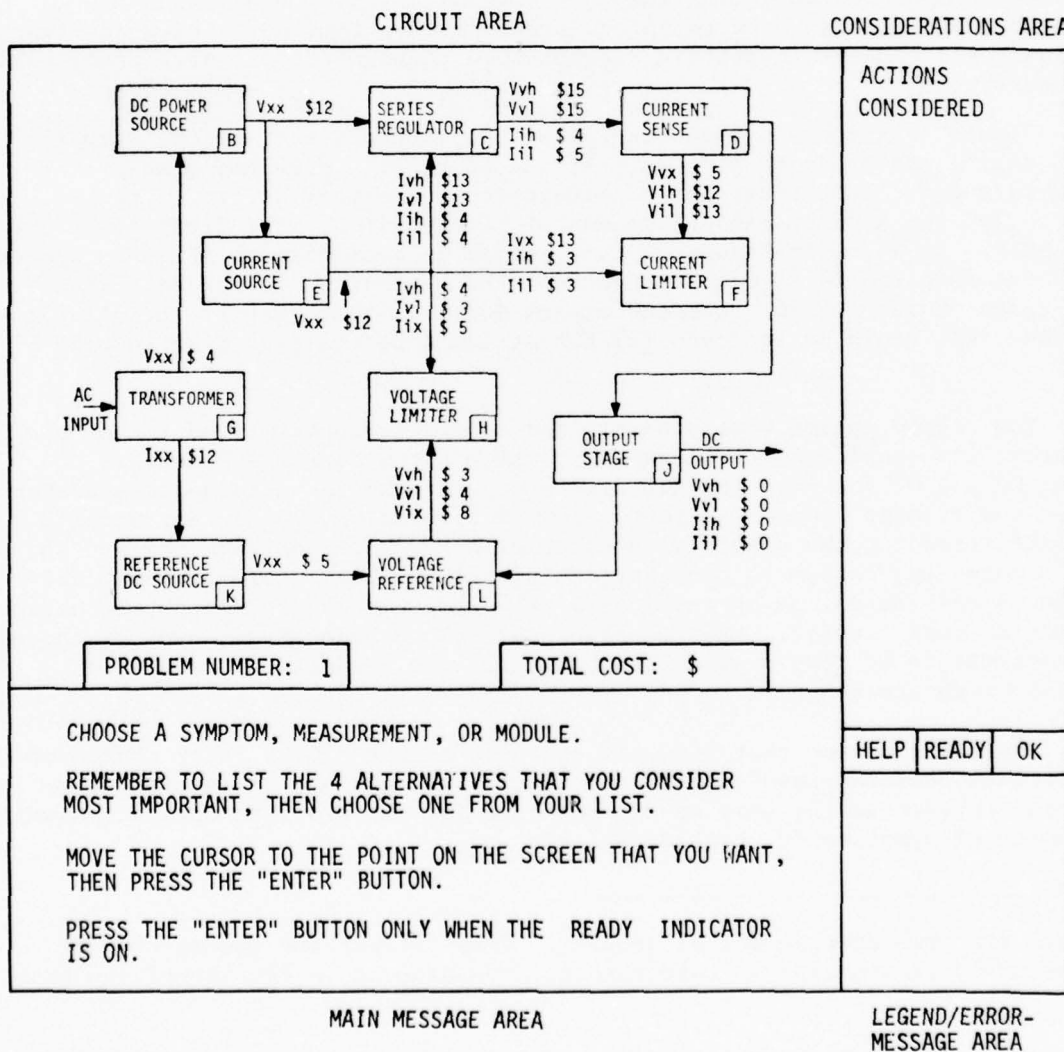 CIRCUIT AREA
CONSIDERATIONS AREA
ACTIONS
CONSIDERED
DC POWER
SOURCE
B
Vxx $12
SERIES
REGULATOR
C
Vvh $15
Vvl $15
Iih $ 4
Iil $ 5
CURRENT
SENSE
D
Ivh $13
Ivl $13
Iih $ 4
Iil $ 4
Vvx $ 5
Vih $12
Vil $13
CURRENT
SOURCE
E
Vxx $12
Ivx $13
Iih $ 3
Iil $ 3
CURRENT
LIMITER
F
Ivh $ 4
Ivl $ 3
Iix $ 5
Vxx $ 4
AC
INPUT
TRANSFORMER
G
VOLTAGE
LIMITER
H
OUTPUT
STAGE
J
DC
OUTPUT
Vvh $ 0
Vvl $ 0
Iih $ 0
Iil $ 0
Ixx $12
Vvh $ 3
Vvl $ 4
Vix $ 8
REFERENCE
DC SOURCE
K
Vxx $ 5
VOLTAGE
REFERENCE
L
PROBLEM NUMBER: 1
TOTAL COST: $
CHOOSE A SYMPTOM, MEASUREMENT, OR MODULE.
REMEMBER TO LIST THE 4 ALTERNATIVES THAT YOU CONSIDER
MOST IMPORTANT, THEN CHOOSE ONE FROM YOUR LIST.
MOVE THE CURSOR TO THE POINT ON THE SCREEN THAT YOU WANT,
THEN PRESS THE "ENTER" BUTTON.
PRESS THE "ENTER" BUTTON ONLY WHEN THE READY INDICATOR
IS ON.
HELP READY OK
MAIN MESSAGE AREA
LEGEND/ERROR-
MESSAGE AREA